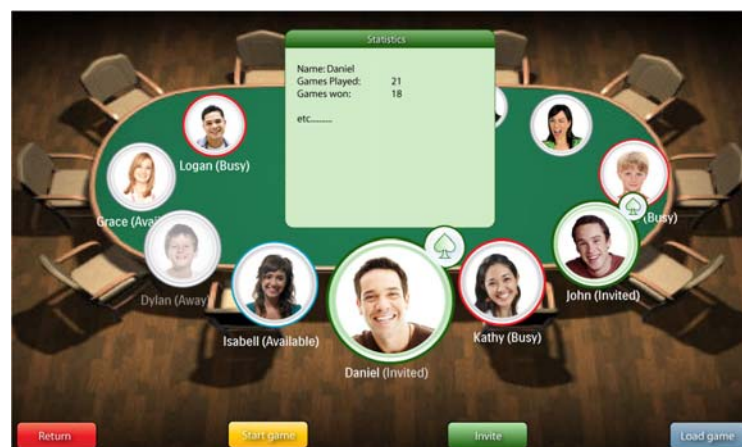 Statistics
Name: Daniel
Games Played: 21
Games won: 18
etc.........
Logan (Busy)
Grace (Avai
(Busy)
Dylan (Away)
John (Invited)
Isabell (Available)
Kathy (Busy)
Daniel (Invited)
Return
Start game
Invite
Load game